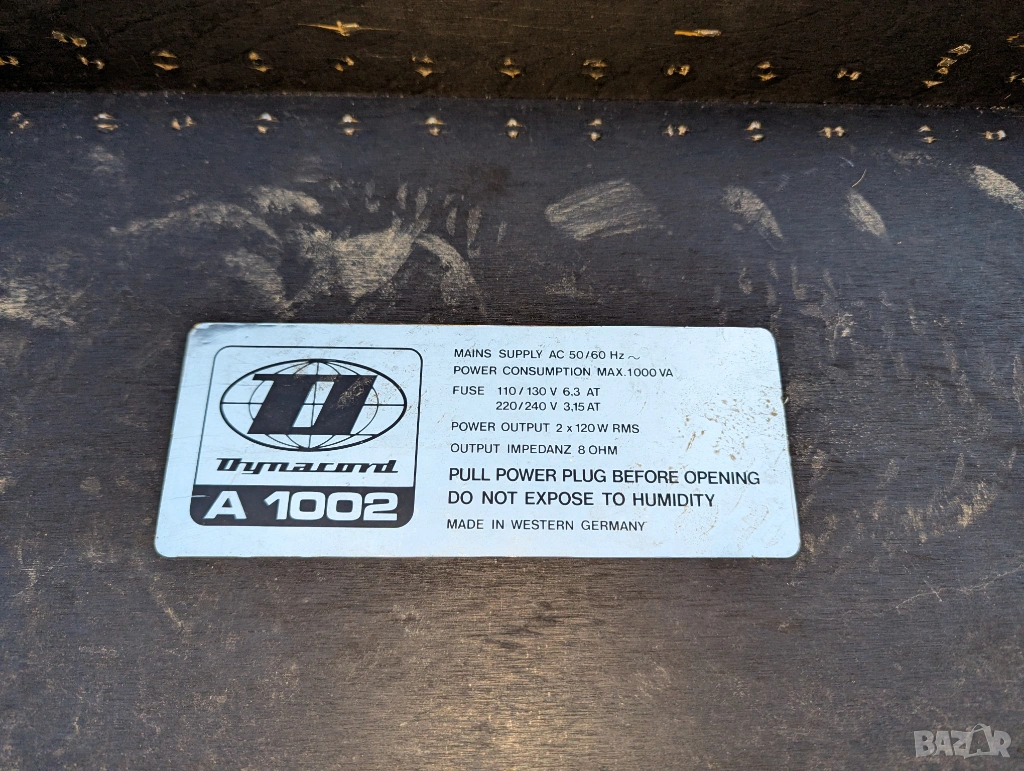 MAINS SUPPLY AC 50/60 Hz ~
POWER CONSUMPTION MAX.1000 VA
FUSE 110/130 V 6.3 AT
220/240 V 3,15 AT
POWER OUTPUT 2 x 120 W RMS
OUTPUT IMPEDANZ 8 OHM
PULL POWER PLUG BEFORE OPENING
DO NOT EXPOSE TO HUMIDITY
MADE IN WESTERN GERMANY
Dynacord
A 1002
BAZAR